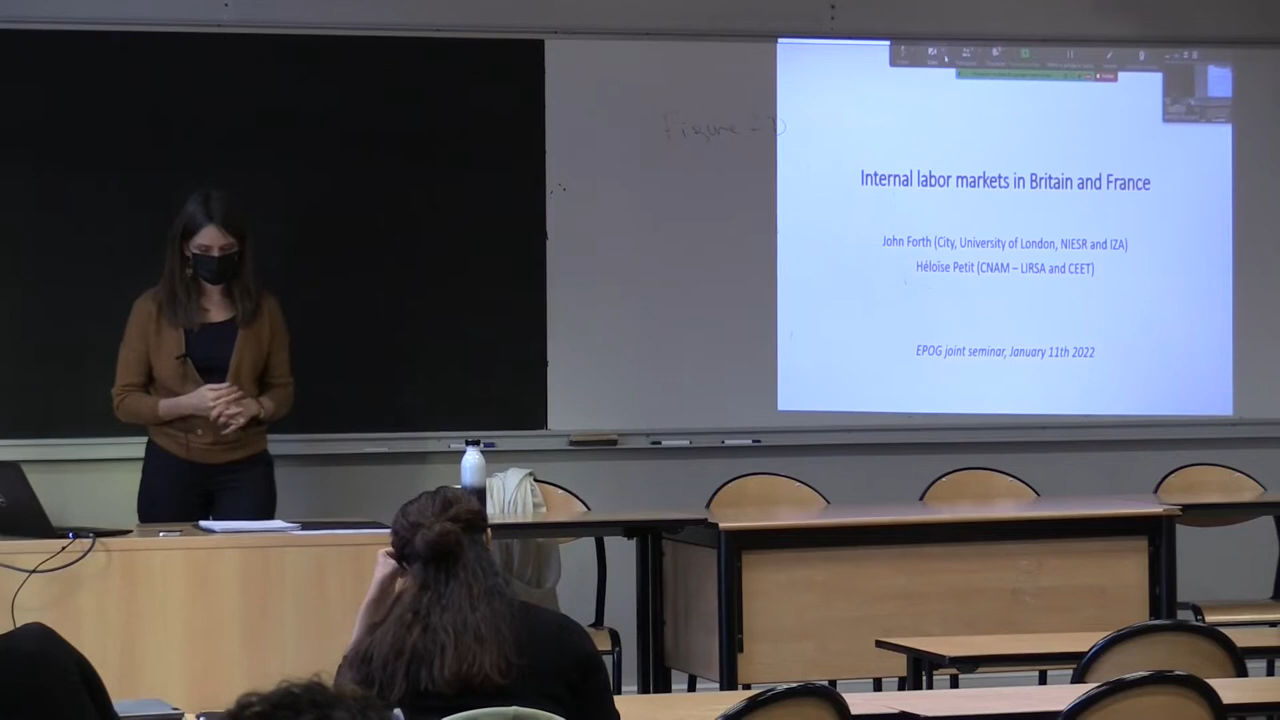 Figure
Internal labor markets in Britain and France
John Forth (City, University of London, NIESR and IZA)
Héloïse Petit (CNAM – LIRSA and CEET)
EPOG joint seminar, January 11th 2022